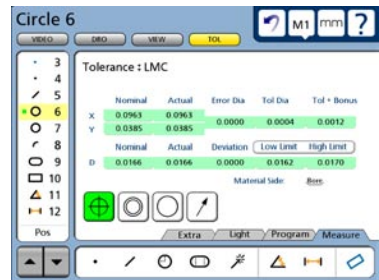 Circle 6
M1 mm ?
VIDEO DRO VIEW TOL
3
4
5
6
7
8
9
10
11
12
Pos
Tolerance : LMC
Nominal Actual Error Dia Tol Dia Tol + Bonus
X 0.0963 0.0963 0.0000 0.0004 0.0012
Y 0.0385 0.0385
Nominal Actual Deviation Low Limit High Limit
D 0.0166 0.0166 0.0000 0.0162 0.0170
Material Side: Bore.
Extra Light Program Measure